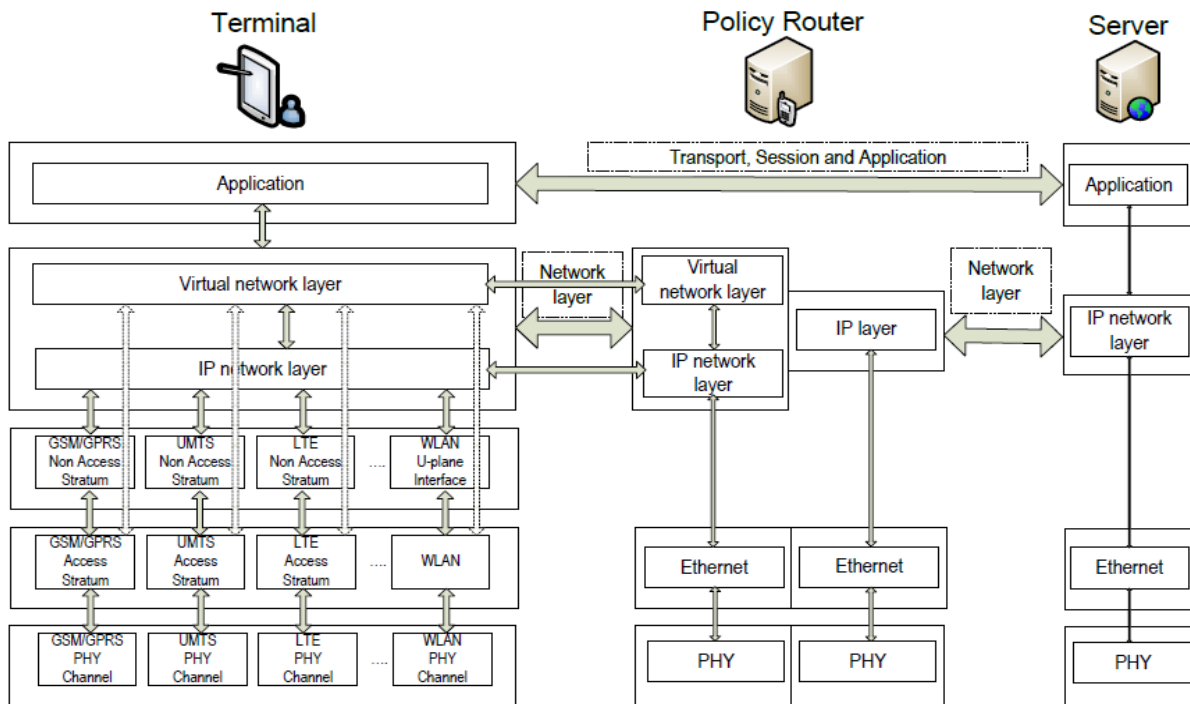 Terminal
Policy Router
Server
Transport, Session and Application
Application
Application
Virtual network layer
Network
layer
Virtual
network layer
Network
layer
IP layer
IP network
layer
IP network layer
IP network
layer
GSM/GPRS
Non Access
Stratum
UMTS
Non Access
Stratum
LTE
Non Access
Stratum
....
WLAN
U-plane
Interface
GSM/GPRS
Access
Stratum
UMTS
Access
Stratum
LTE
Access
Stratum
....
WLAN
Ethernet
Ethernet
Ethernet
GSM/GPRS
PHY
Channel
UMTS
PHY
Channel
LTE
PHY
Channel
....
WLAN
PHY
Channel
PHY
PHY
PHY